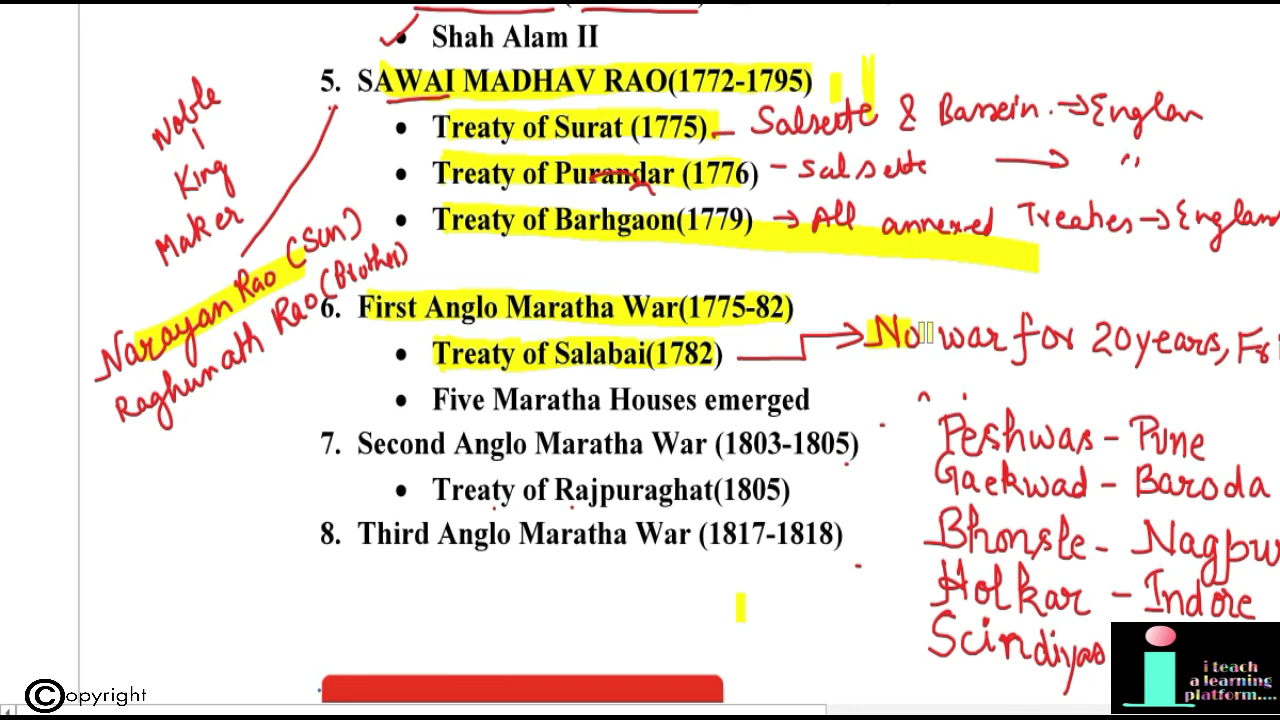 Shah Alam II
5. SAWAI MADHAV RAO(1772-1795)
Treaty of Surat (1775) - Salsette & Bassein. → Englan
Treaty of Purandar (1776) - Salsette → "
Treaty of Barhgaon(1779) → All annexed Treaties → England
Noble
King
Maker
Narayan Rao (Sun)
Raghunath Rao (Brother)
6. First Anglo Maratha War(1775-82)
Treaty of Salabai(1782) → No war for 20 years,
Five Maratha Houses emerged
Peshwas - Pune
Gaekwad - Baroda
Bhonsle - Nagpur
Holkar - Indore
Scindiyas
7. Second Anglo Maratha War (1803-1805)
Treaty of Rajpuraghat(1805)
8. Third Anglo Maratha War (1817-1818)
©opyright
i teach
a learning
platform....